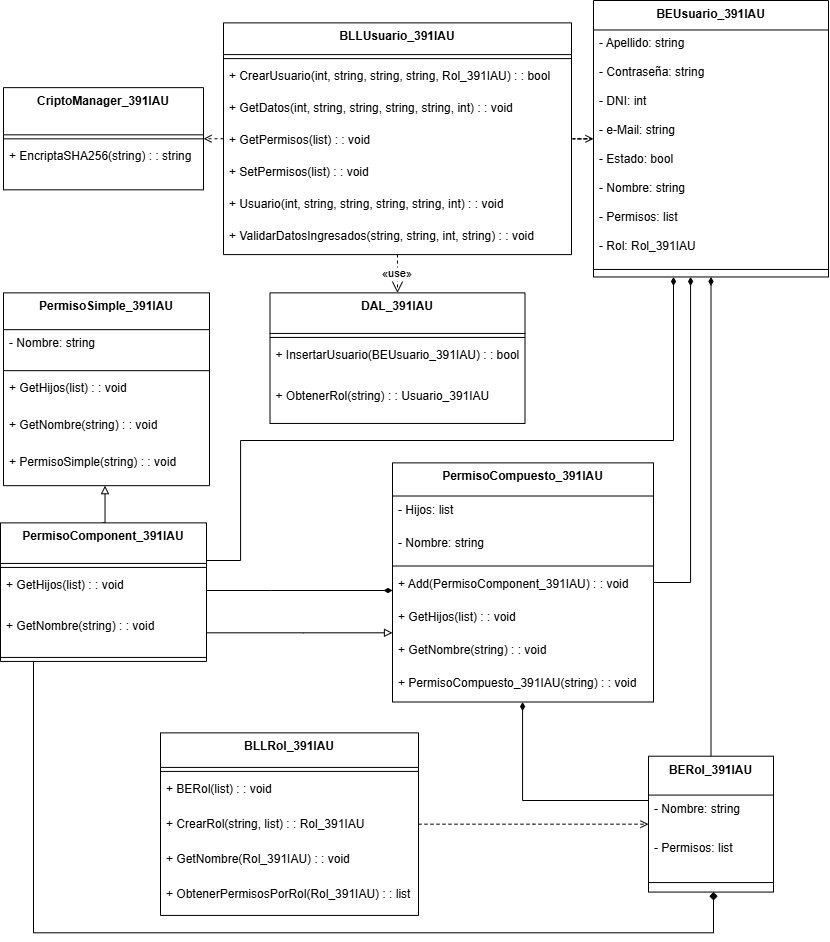 BLLUsuario_391IAU
+ CrearUsuario(int, string, string, string, Rol_391IAU) : : bool
+ GetDatos(int, string, string, string, string, int) : : void
+ GetPermisos(list) : : void
+ SetPermisos(list) : : void
+ Usuario(int, string, string, string, string, int) : : void
+ ValidarDatosIngresados(string, string, int, string) : : void
BEUsuario_391IAU
- Apellido: string
- Contraseña: string
- DNI: int
- e-Mail: string
- Estado: bool
- Nombre: string
- Permisos: list
- Rol: Rol_391IAU
CriptoManager_391IAU
+ EncriptaSHA256(string) : : string
«use»
PermisoSimple_391IAU
- Nombre: string
+ GetHijos(list) : : void
+ GetNombre(string) : : void
+ PermisoSimple(string) : : void
DAL_391IAU
+ InsertarUsuario(BEUsuario_391IAU) : : bool
+ ObtenerRol(string) : : Usuario_391IAU
PermisoComponent_391IAU
+ GetHijos(list) : : void
+ GetNombre(string) : : void
PermisoCompuesto_391IAU
- Hijos: list
- Nombre: string
+ Add(PermisoComponent_391IAU) : : void
+ GetHijos(list) : : void
+ GetNombre(string) : : void
+ PermisoCompuesto_391IAU(string) : : void
BLLRol_391IAU
+ BERol(list) : : void
+ CrearRol(string, list) : : Rol_391IAU
+ GetNombre(Rol_391IAU) : : void
+ ObtenerPermisosPorRol(Rol_391IAU) : : list
BERol_391IAU
- Nombre: string
- Permisos: list